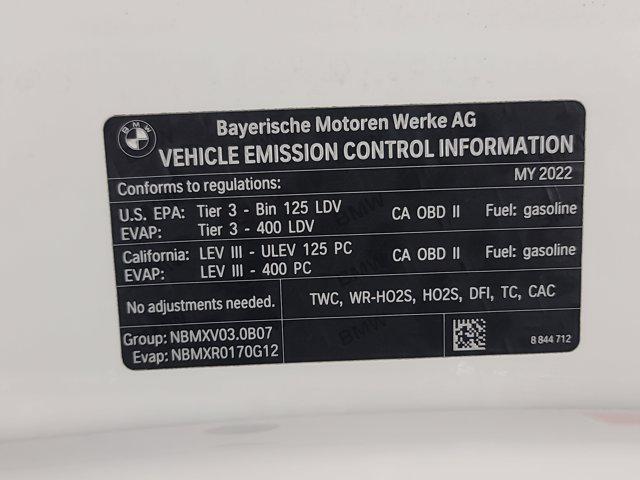 BMW
Bayerische Motoren Werke AG
VEHICLE EMISSION CONTROL INFORMATION
Conforms to regulations: MY 2022
U.S. EPA: Tier 3 - Bin 125 LDV CA OBD II Fuel: gasoline
EVAP: Tier 3 - 400 LDV
California: LEV III - ULEV 125 PC CA OBD II Fuel: gasoline
EVAP: LEV III - 400 PC
No adjustments needed. TWC, WR-HO2S, HO2S, DFI, TC, CAC
Group: NBMXV03.0B07
Evap: NBMXR0170G12
8 844 712